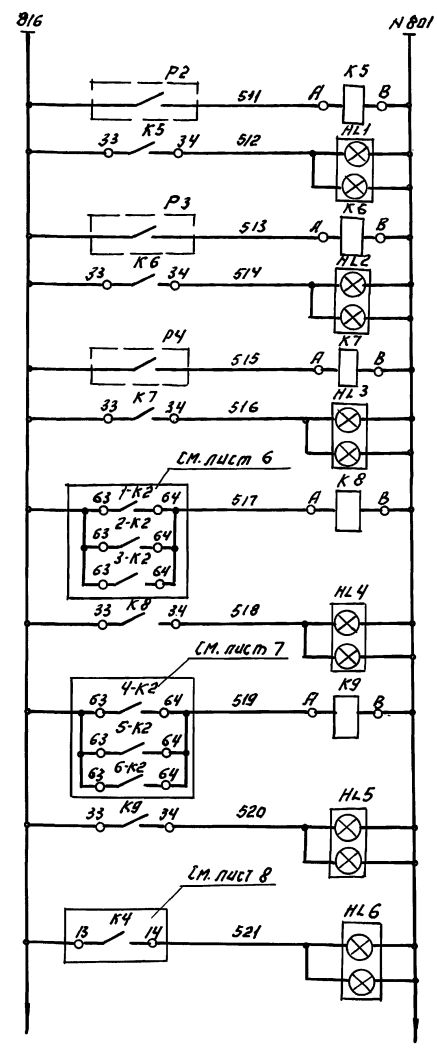 816 N801
P2 K5
511 A B
K5 HL1
33 34 512
P3 K6
513 A B
K6 HL2
33 34 514
P4 K7
515 A B
K7 HL3
33 34 516
См. лист 6
1-K2 K8
63 64 517 A B
2-K2
63 64
3-K2
63 64
K8 HL4
33 34 518
См. лист 7
4-K2 K9
63 64 519 A B
5-K2
63 64
6-K2
63 64
K9 HL5
33 34 520
См. лист 8
K4 HL6
13 14 521